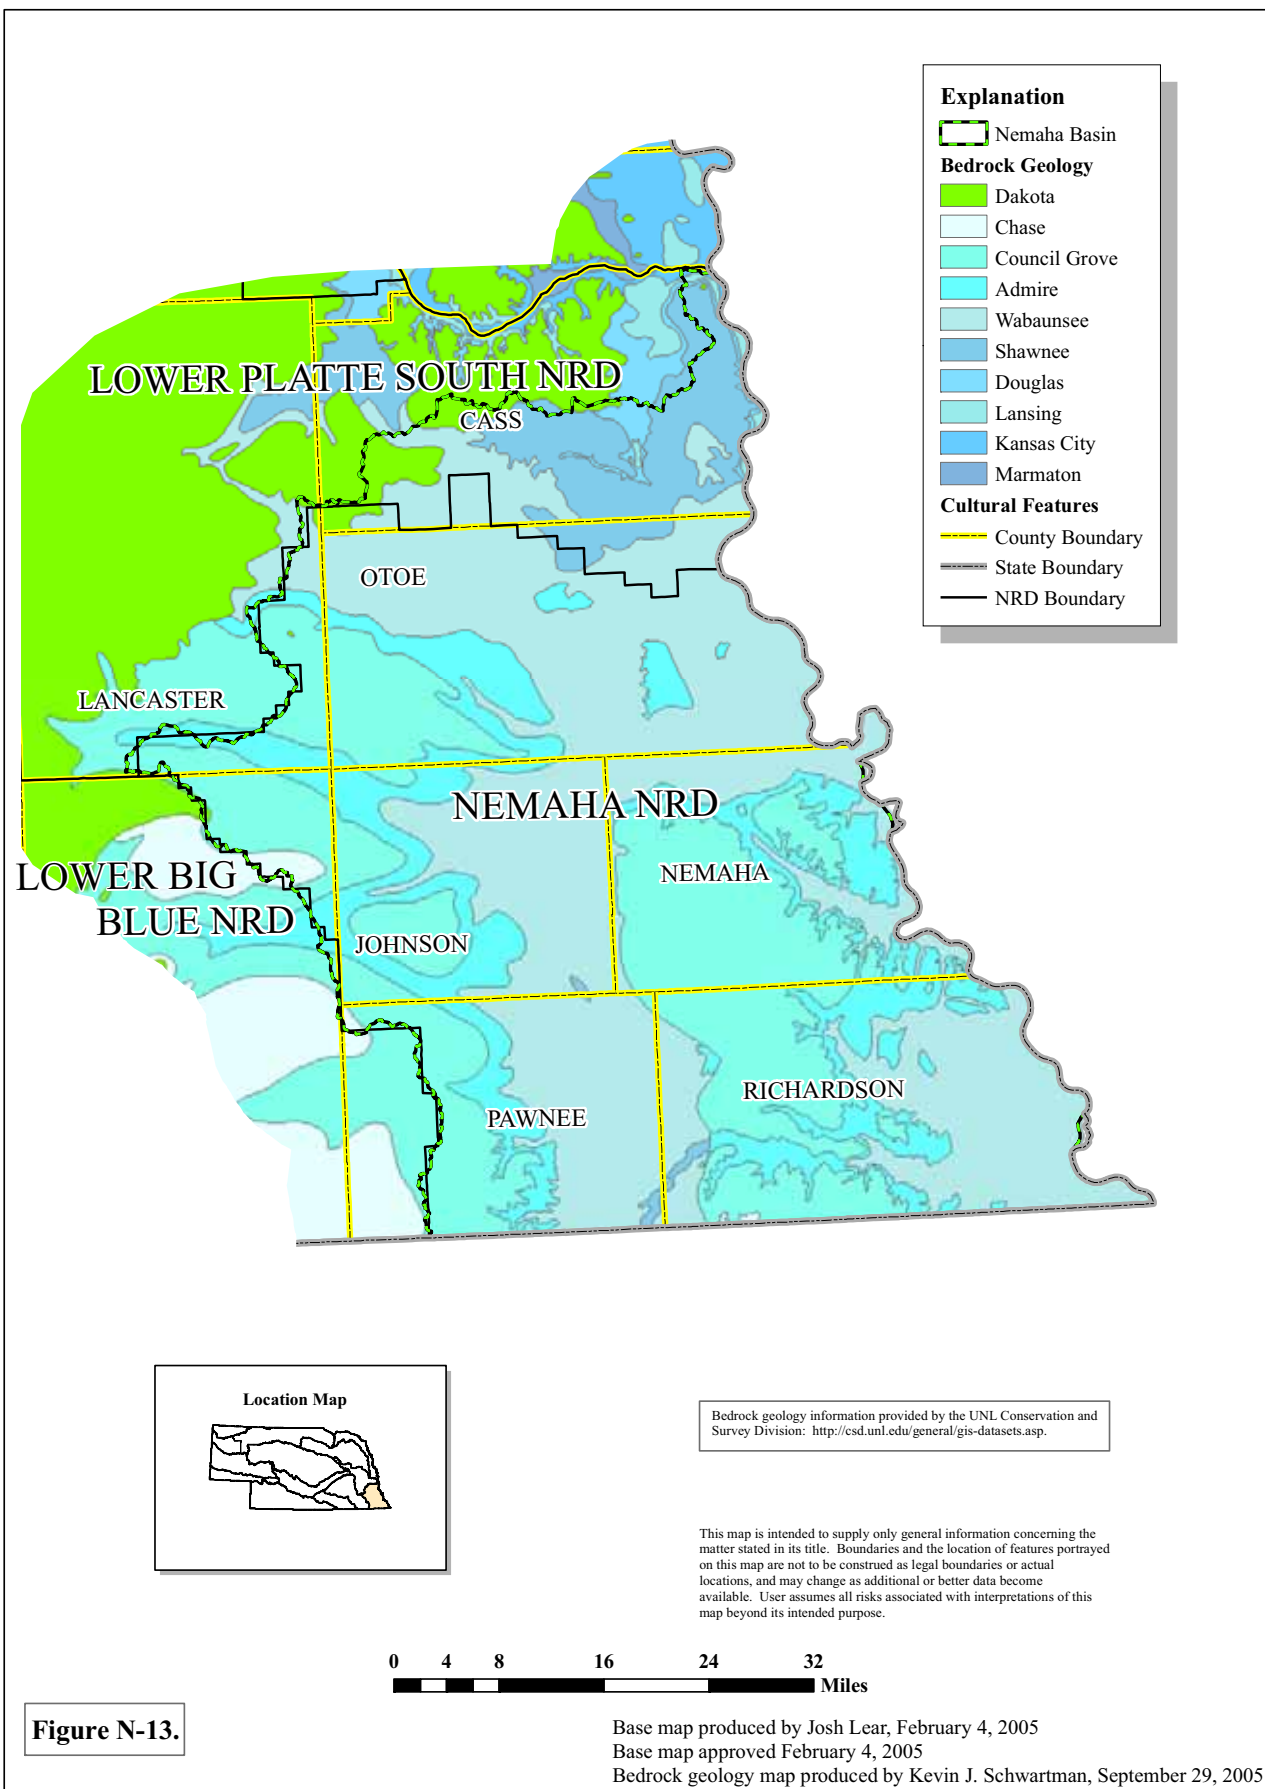 Explanation
Nemaha Basin
Bedrock Geology
Dakota
Chase
Council Grove
Admire
Wabaunsee
Shawnee
Douglas
Lansing
Kansas City
Marmaton
Cultural Features
County Boundary
State Boundary
NRD Boundary
LOWER PLATTE SOUTH NRD
CASS
OTOE
LANCASTER
NEMAHA NRD
NEMAHA
LOWER BIG
BLUE NRD
JOHNSON
RICHARDSON
PAWNEE
Location Map
Bedrock geology information provided by the UNL Conservation and
Survey Division: http://csd.unl.edu/general/gis-datasets.asp.
This map is intended to supply only general information concerning the
matter stated in its title. Boundaries and the location of features portrayed
on this map are not to be construed as legal boundaries or actual
locations, and may change as additional or better data become
available. User assumes all risks associated with interpretations of this
map beyond its intended purpose.
0 4 8 16 24 32
Miles
Figure N-13.
Base map produced by Josh Lear, February 4, 2005
Base map approved February 4, 2005
Bedrock geology map produced by Kevin J. Schwartman, September 29, 2005